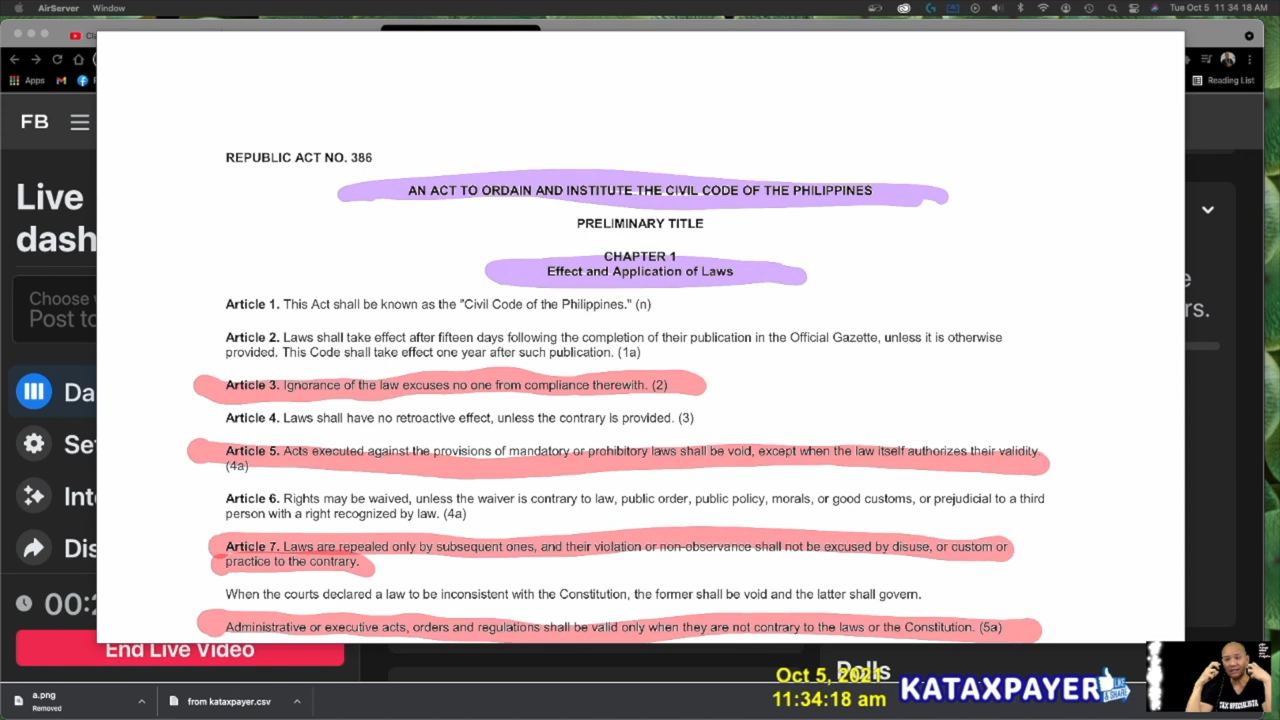 AirServer Window
Tue Oct 5 11 34 18 AM
Apps
Reading List
FB
Live
dash
Choose
Post to
Da
Set
Int
Dis
End Live Video
REPUBLIC ACT NO. 386
AN ACT TO ORDAIN AND INSTITUTE THE CIVIL CODE OF THE PHILIPPINES
PRELIMINARY TITLE
CHAPTER 1
Effect and Application of Laws
Article 1. This Act shall be known as the "Civil Code of the Philippines." (n)
Article 2. Laws shall take effect after fifteen days following the completion of their publication in the Official Gazette, unless it is otherwise
provided. This Code shall take effect one year after such publication. (1a)
Article 3. Ignorance of the law excuses no one from compliance therewith. (2)
Article 4. Laws shall have no retroactive effect, unless the contrary is provided. (3)
Article 5. Acts executed against the provisions of mandatory or prohibitory laws shall be void, except when the law itself authorizes their validity.
(4a)
Article 6. Rights may be waived, unless the waiver is contrary to law, public order, public policy, morals, or good customs, or prejudicial to a third
person with a right recognized by law. (4a)
Article 7. Laws are repealed only by subsequent ones, and their violation or non-observance shall not be excused by disuse, or custom or
practice to the contrary.
When the courts declared a law to be inconsistent with the Constitution, the former shall be void and the latter shall govern.
Administrative or executive acts, orders and regulations shall be valid only when they are not contrary to the laws or the Constitution. (5a)
rs.
Polls
a.png
Removed
from kataxpayer.csv
Oct 5, 2021
11:34:18 am
KATAXPAYER
LIKE
& SHARE
TAX SPECIALISTA